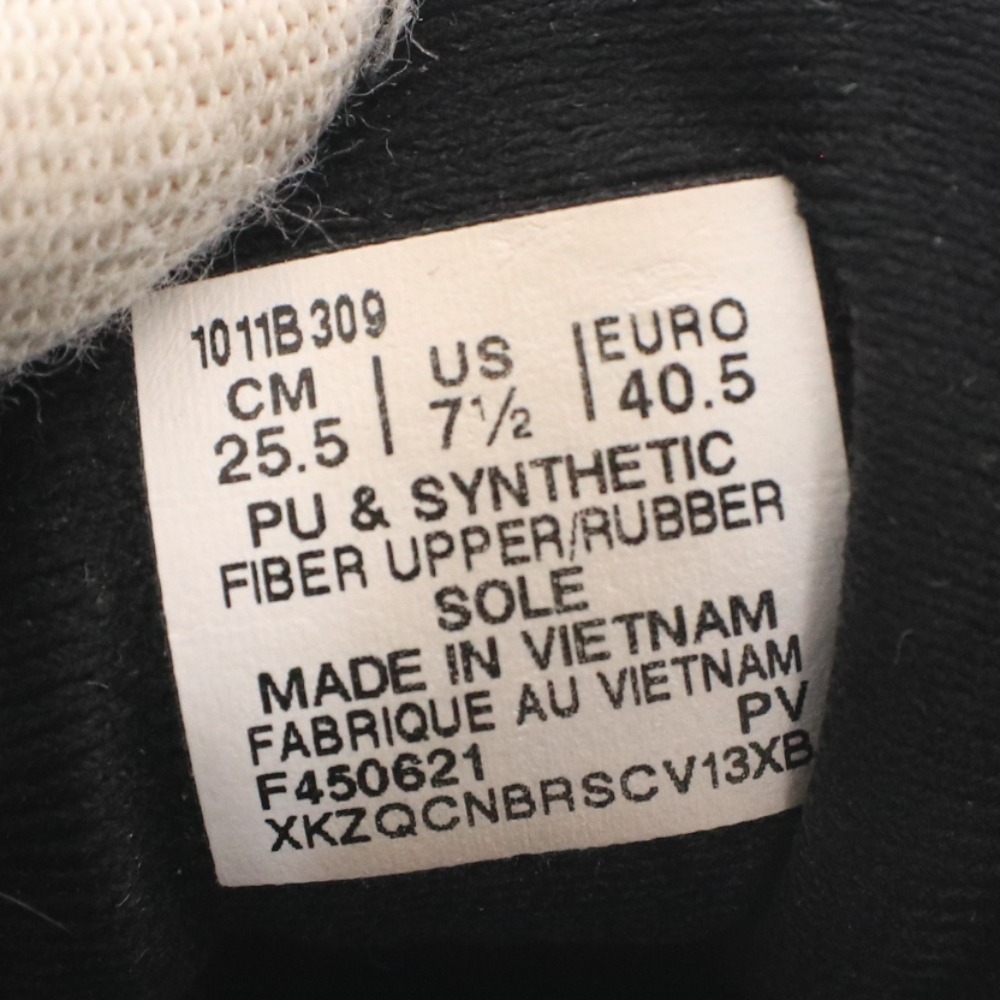 1011B309
CM | US | EURO
25.5 | 7½ | 40.5
PU & SYNTHETIC
FIBER UPPER/RUBBER
SOLE
MADE IN VIETNAM
FABRIQUE AU VIETNAM
PV
F450621
XKZQCNBRSCV13XB